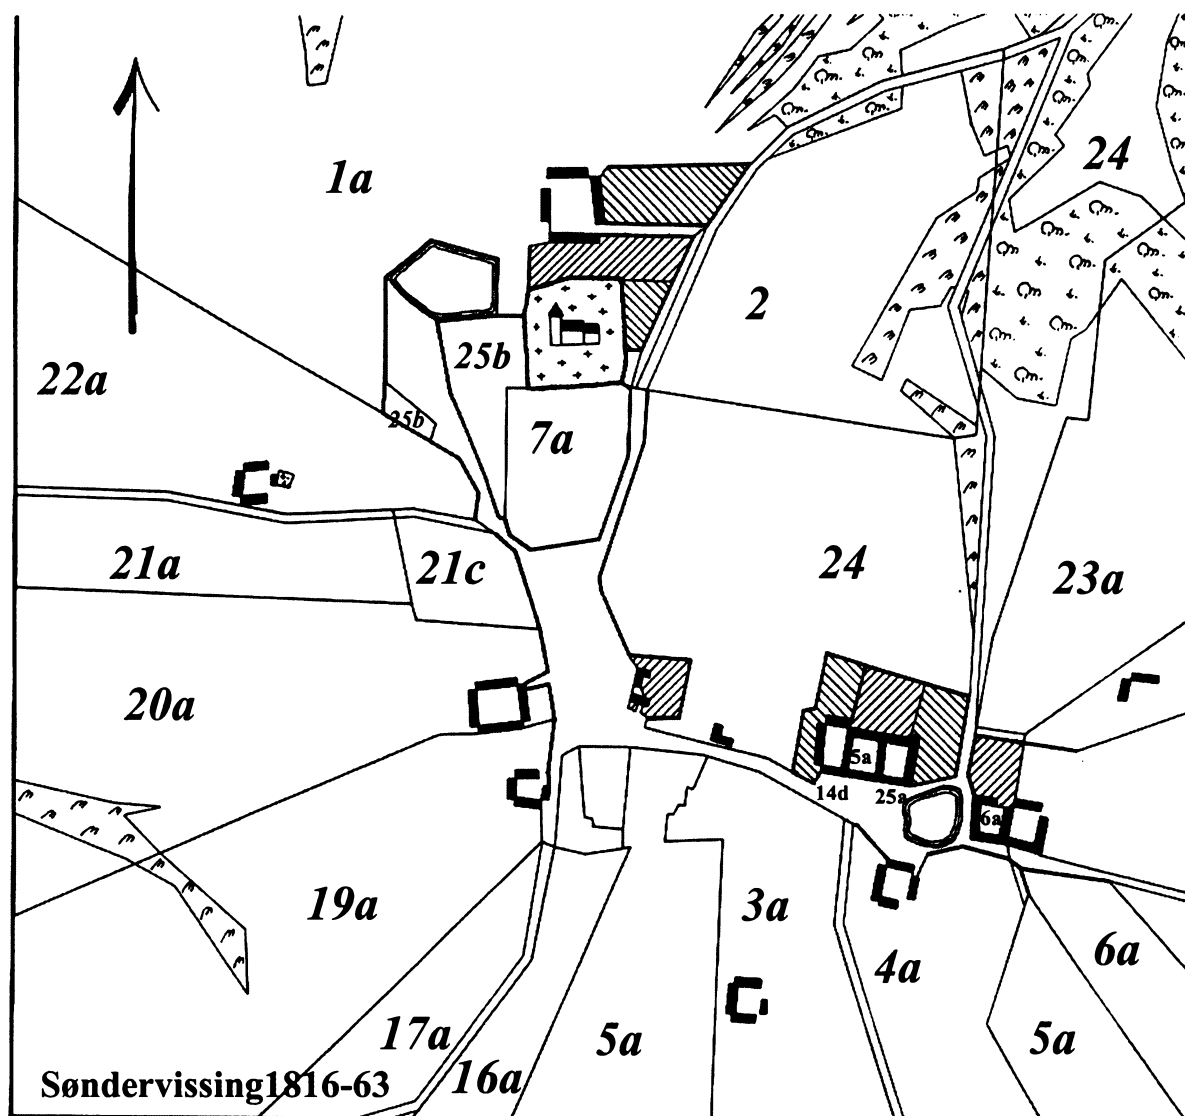 24
1a
2
25b
22a
25b
7a
21a
21c
24
23a
20a
5a
14d
25a
6a
19a
3a
4a
6a
17a
5a
5a
16a
Søndervissing1816-63